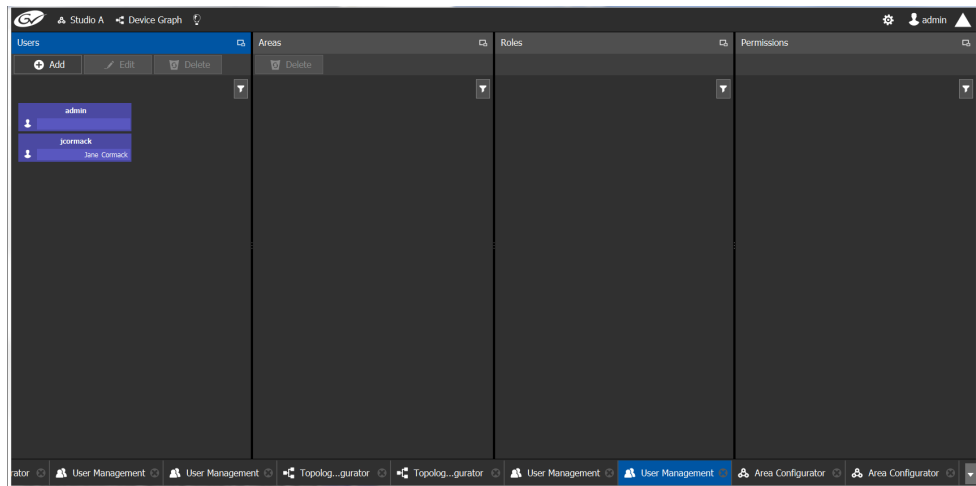 GV Studio A Device Graph admin
Users Areas Roles Permissions
Add Edit Delete Delete
admin
jcormack
Jane Cormack
rator User Management User Management Topolog...gurator Topolog...gurator User Management User Management Area Configurator Area Configurator